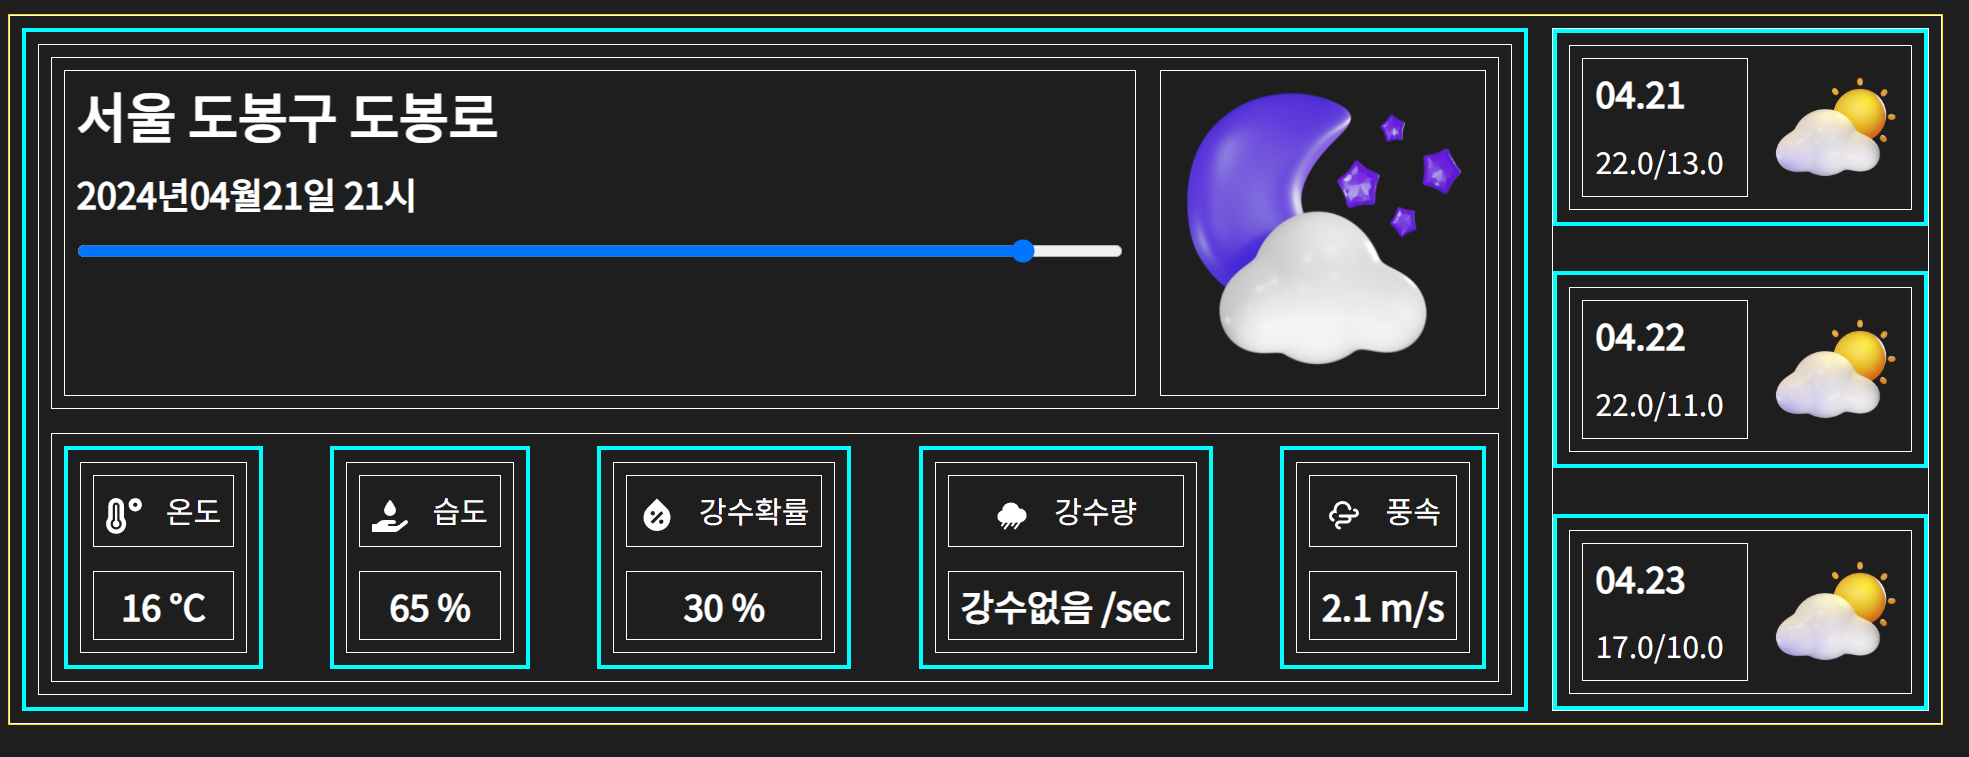 서울 도봉구 도봉로
2024년04월21일 21시
온도
16 ℃
습도
65 %
강수확률
30 %
강수량
강수없음 /sec
풍속
2.1 m/s
04.21
22.0/13.0
04.22
22.0/11.0
04.23
17.0/10.0